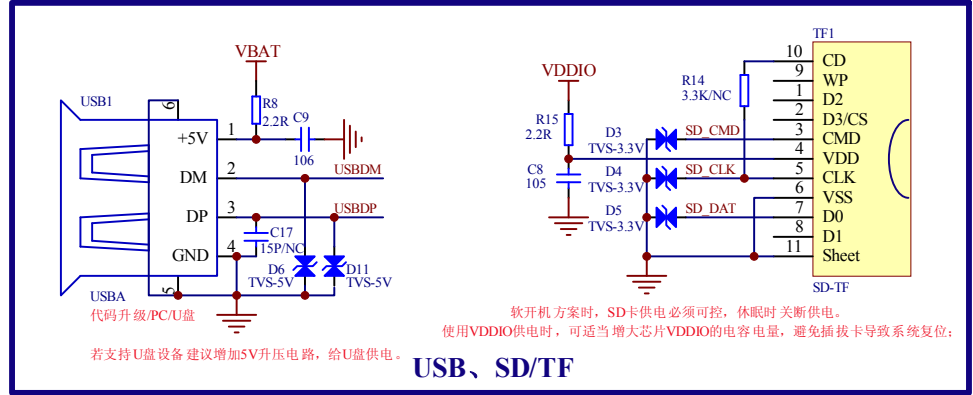 VBAT
USB1
6
R8
2.2R
C9
106
+5V
1
DM
2
USBDM
DP
3
USBDP
C17
15P/NC
GND
4
D6
TVS-5V
D11
TVS-5V
5
USBA
代码升级/PC/U盘
若支持U盘设备建议增加5V升压电路，给U盘供电。
VDDIO
R15
2.2R
C8
105
D3
TVS-3.3V
SD_CMD
D4
TVS-3.3V
SD_CLK
D5
TVS-3.3V
SD_DAT
R14
3.3K/NC
TF1
10 CD
9 WP
1 D2
2 D3/CS
3 CMD
4 VDD
5 CLK
6 VSS
7 D0
8 D1
11 Sheet
SD-TF
软开机方案时，SD卡供电必须可控，休眠时关断供电。
使用VDDIO供电时，可适当增大芯片VDDIO的电容电量，避免插拔卡导致系统复位;
USB、SD/TF